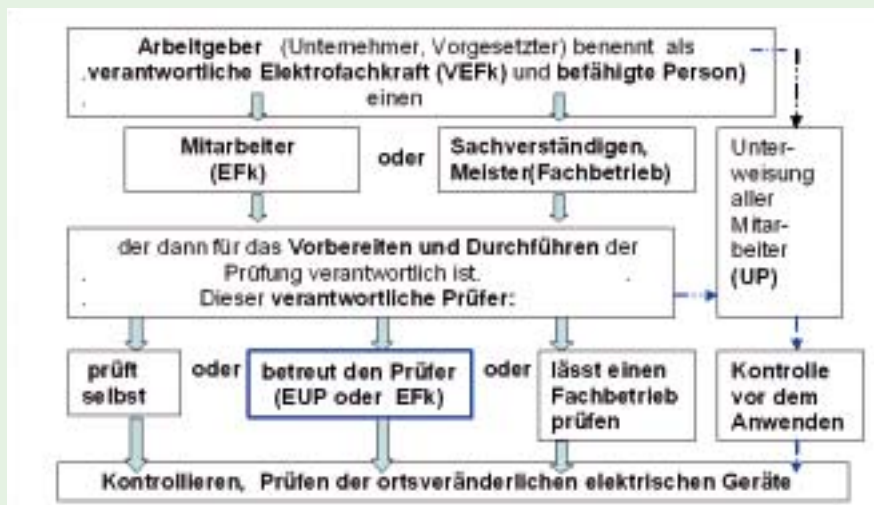 Arbeitgeber (Unternehmer, Vorgesetzter) benennt als
verantwortliche Elektrofachkraft (VEFk) und befähigte Person)
einen
Mitarbeiter
(EFk)
oder
Sachverständigen,
Meister(Fachbetrieb)
Unter-
weisung
aller
Mitar-
beiter
(UP)
der dann für das Vorbereiten und Durchführen der
Prüfung verantwortlich ist.
Dieser verantwortliche Prüfer:
prüft
selbst
oder
betreut den Prüfer
(EUP oder EFk)
oder
lässt einen
Fachbetrieb
prüfen
Kontrolle
vor dem
Anwenden
Kontrollieren, Prüfen der ortsveränderlichen elektrischen Geräte